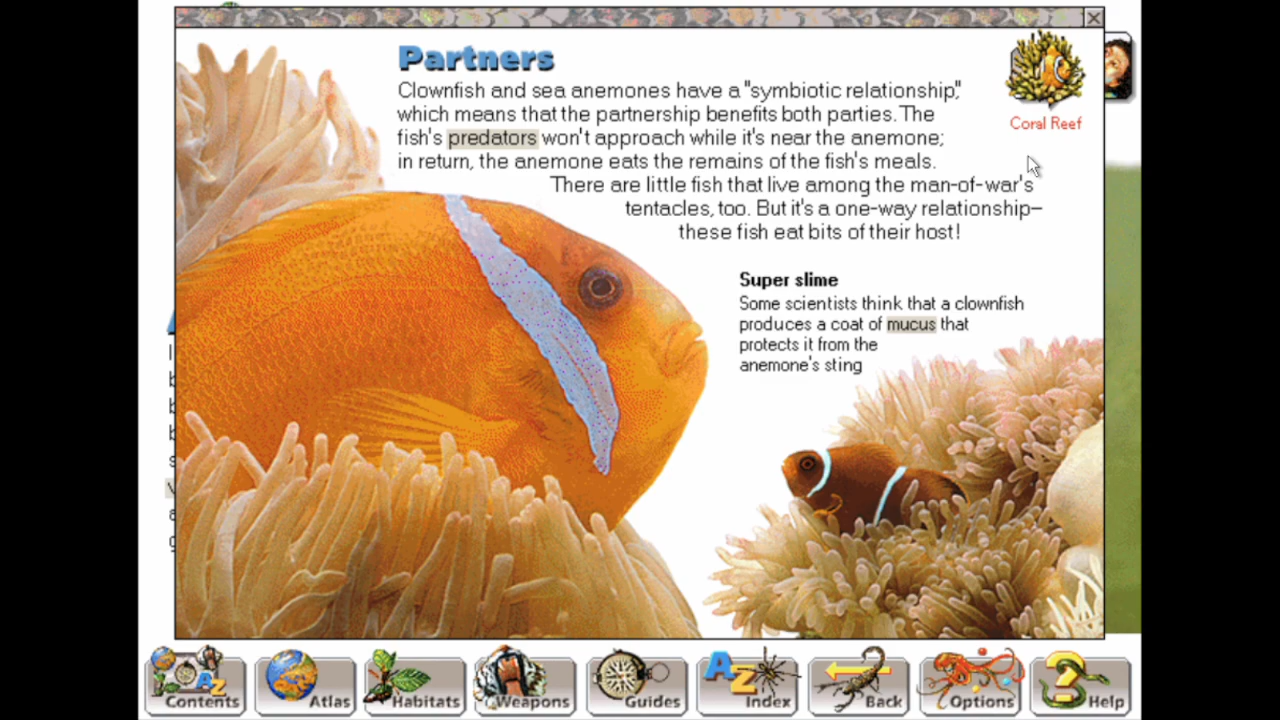 Partners
Clownfish and sea anemones have a "symbiotic relationship,"
which means that the partnership benefits both parties. The
fish's predators won't approach while it's near the anemone;
in return, the anemone eats the remains of the fish's meals.
There are little fish that live among the man-of-war's
tentacles, too. But it's a one-way relationship–
these fish eat bits of their host!
Coral Reef
Super slime
Some scientists think that a clownfish
produces a coat of mucus that
protects it from the
anemone's sting
Contents
Atlas
Habitats
Weapons
Guides
AZ Index
Back
Options
? Help